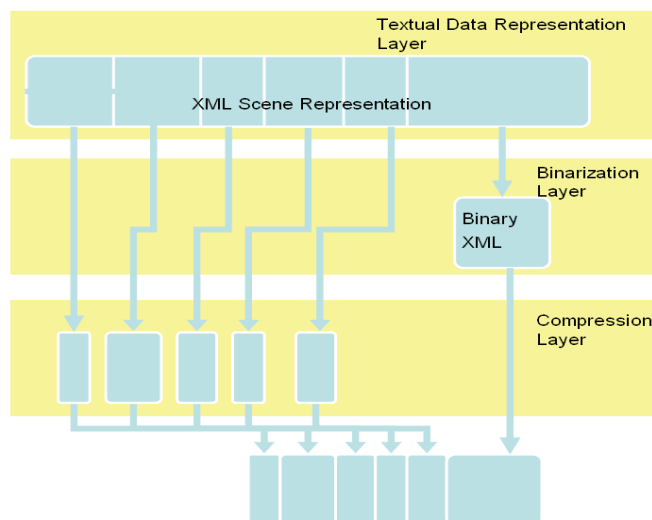 Textual Data Representation
Layer
XML Scene Representation
Binarization
Layer
Binary
XML
Compression
Layer